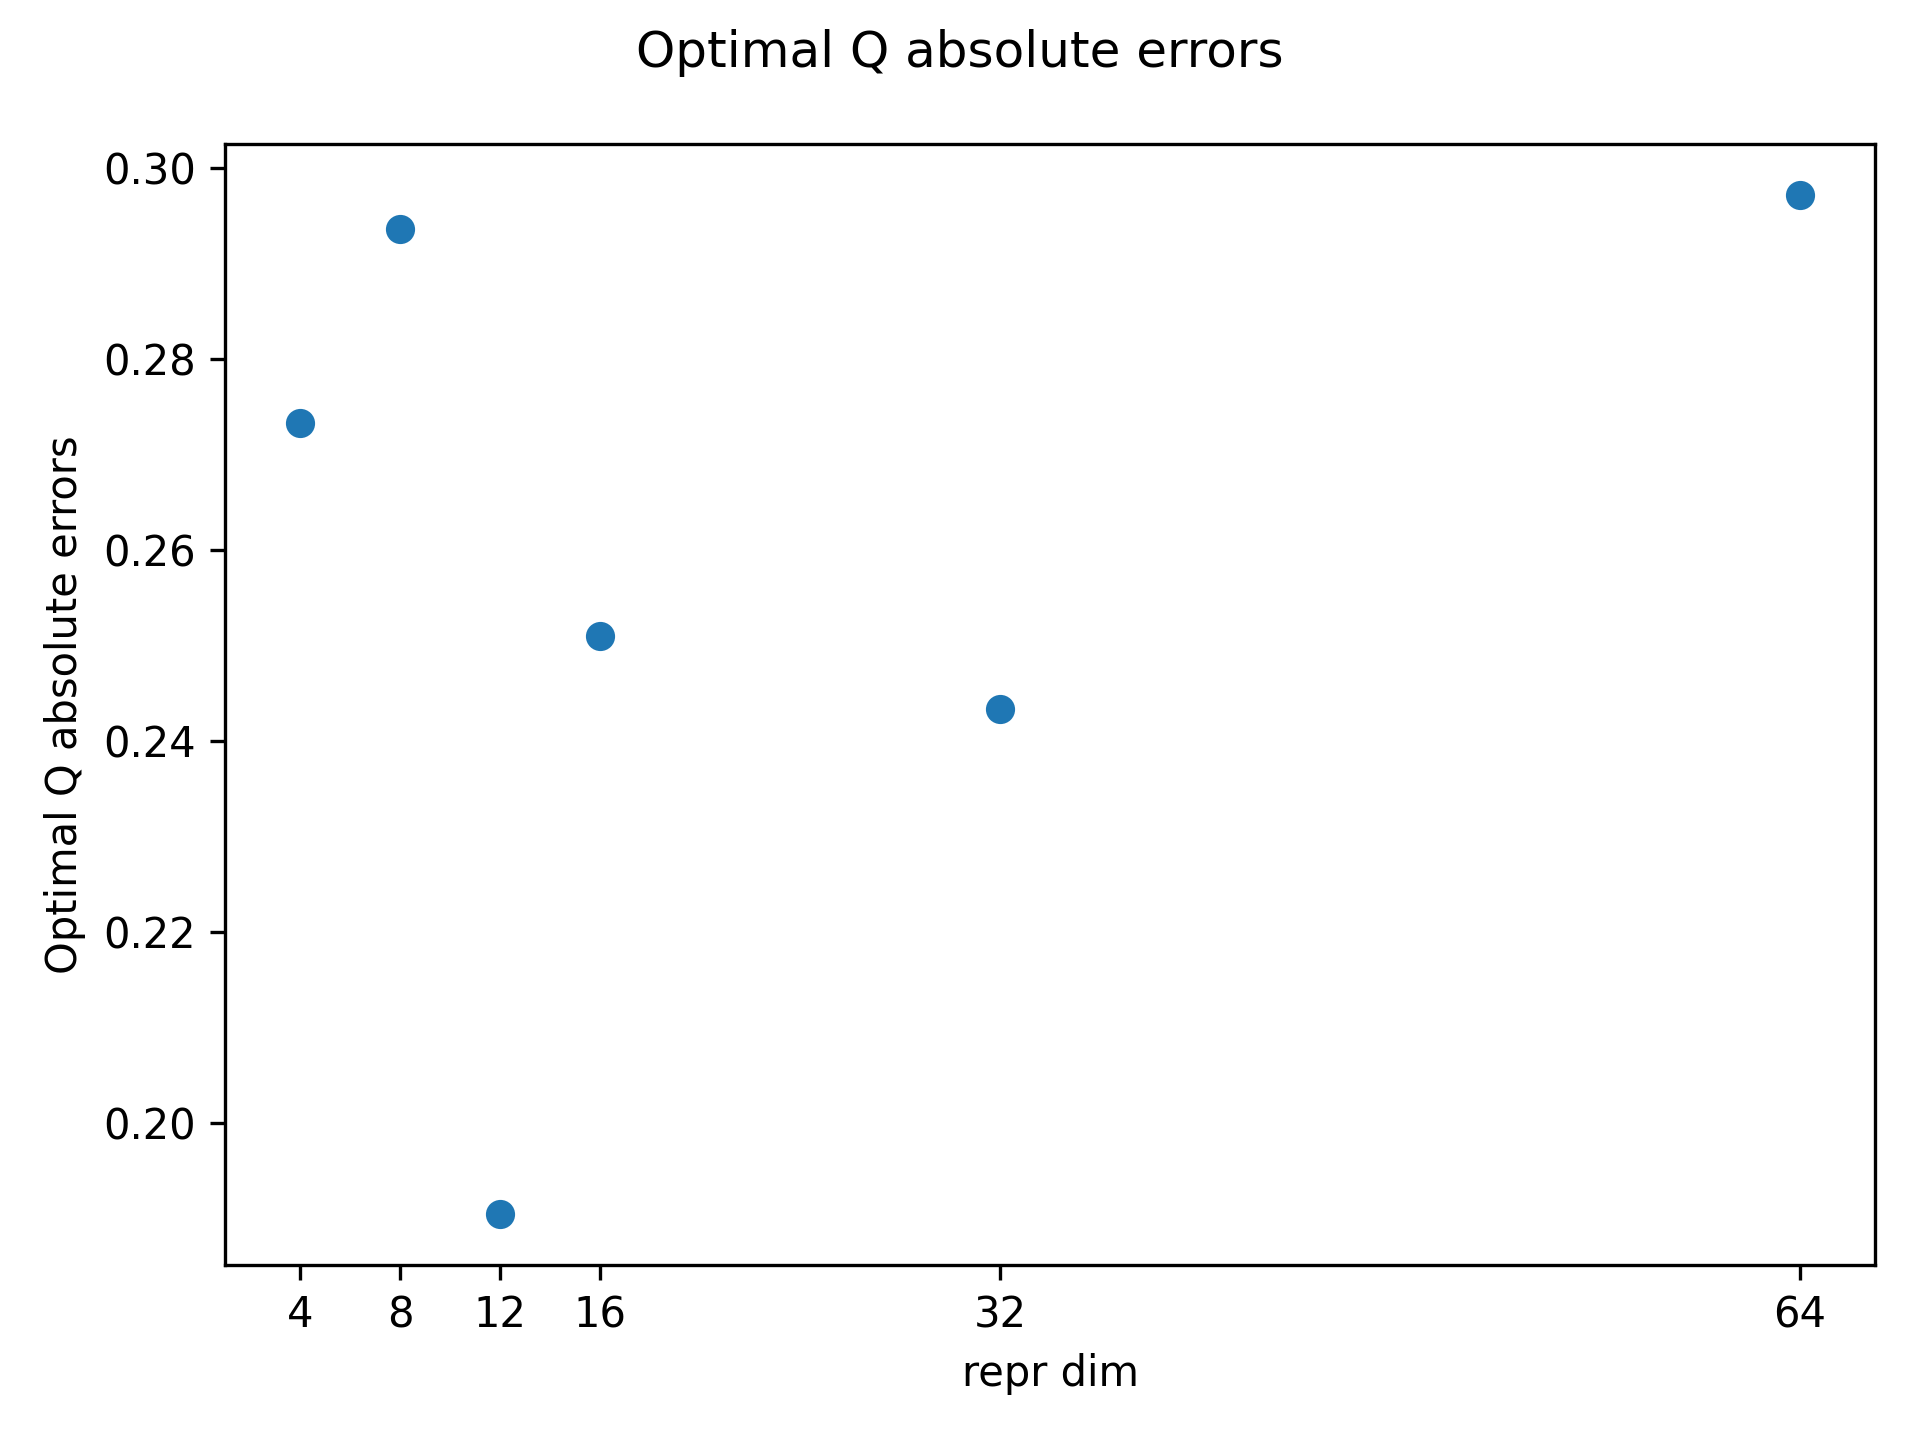 Optimal Q absolute errors
Optimal Q absolute errors
0.30
0.28
0.26
0.24
0.22
0.20
4 8 12 16 32 64
repr dim